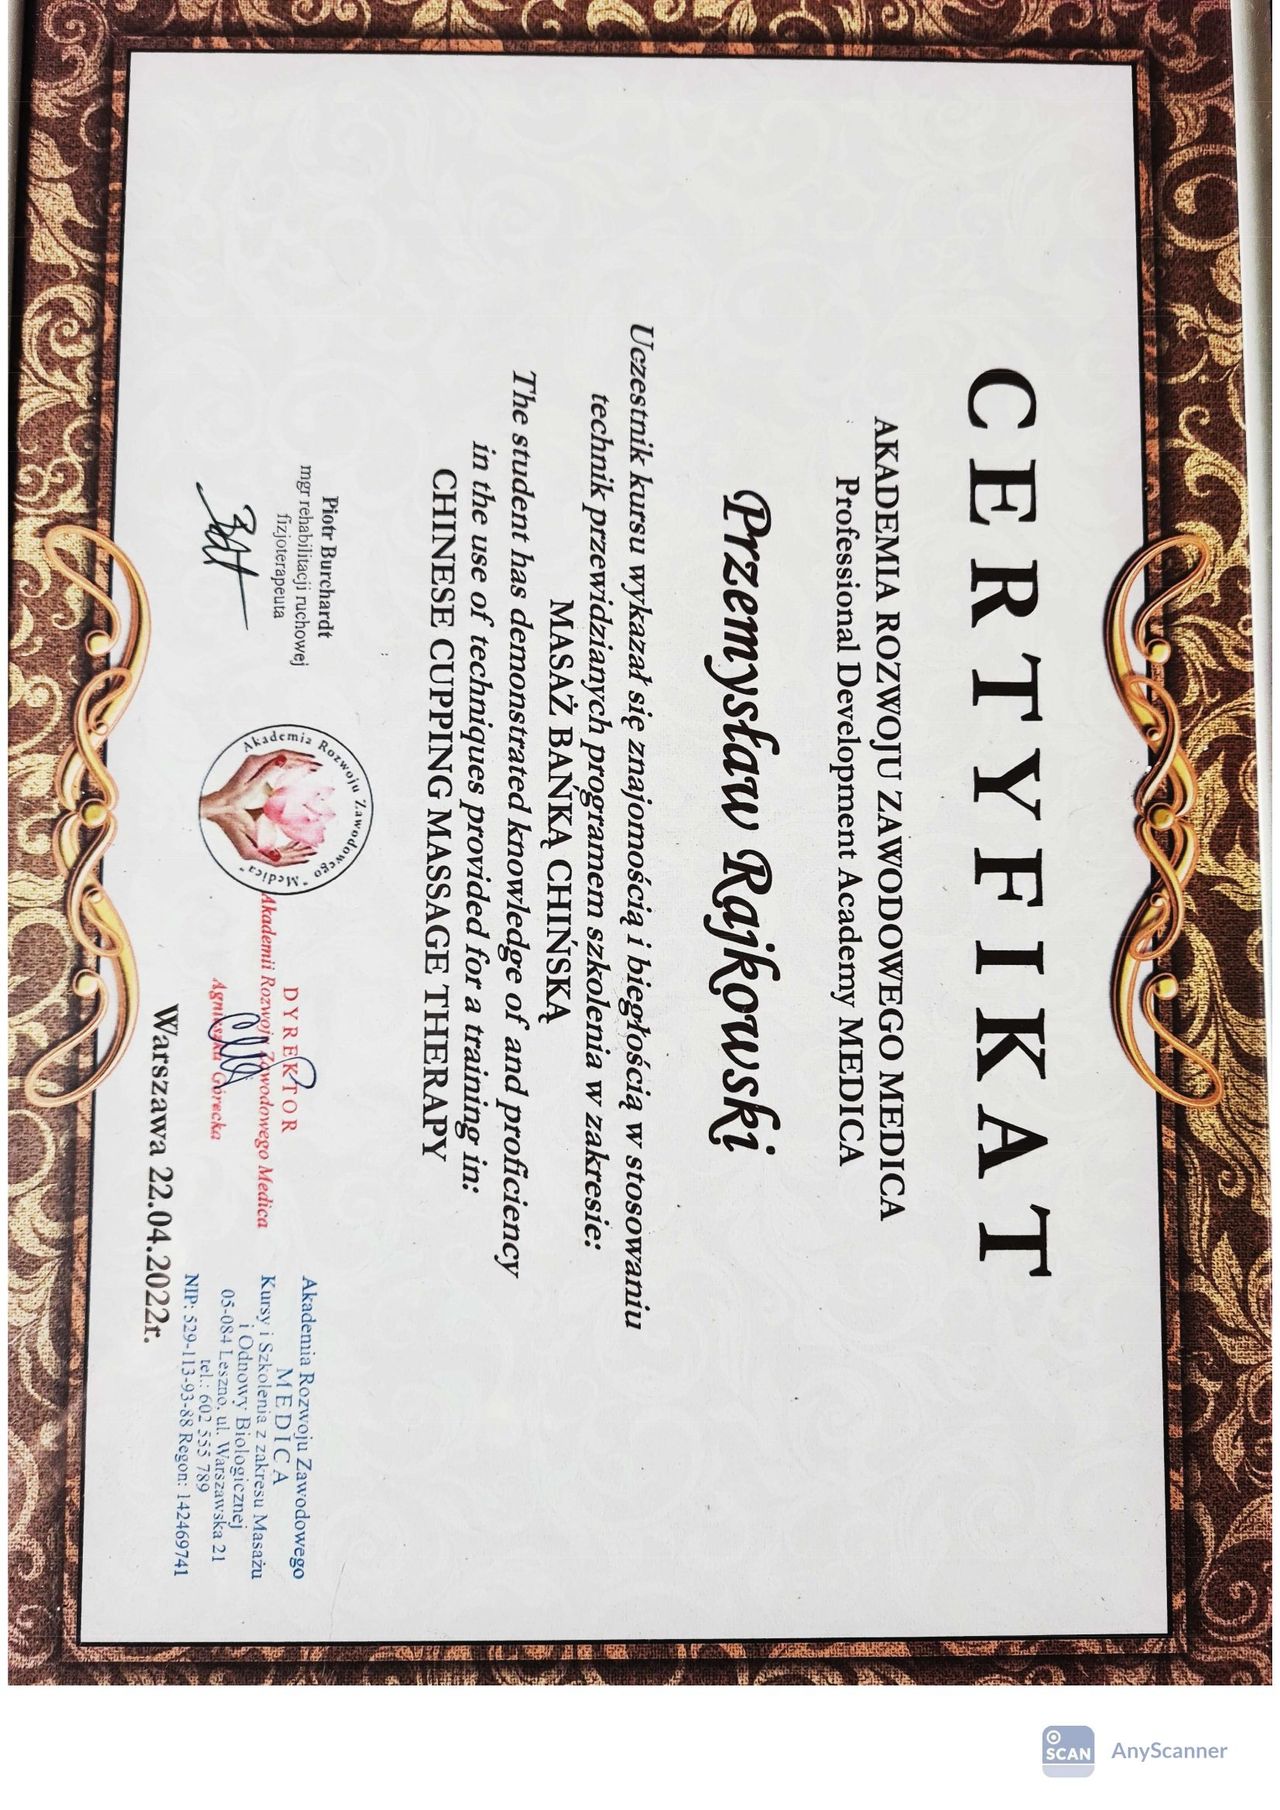 CERTYFIKAT
AKADEMIA ROZWOJU ZAWODOWEGO MEDICA
Professional Development Academy MEDICA
Przemysław Rajkowski
Uczestnik kursu wykazał się znajomością i biegłością w stosowaniu
technik przewidzianych programem szkolenia w zakresie:
MASAŻ BAŃKĄ CHIŃSKĄ
The student has demonstrated knowledge of and proficiency
in the use of techniques provided for a training in:
CHINESE CUPPING MASSAGE THERAPY
Piotr Burchardt
mgr rehabilitacji ruchowej
fizjoterapeuta
Akademia Rozwoju Zawodowego "Medica"
DYREKTOR
Akademii Rozwoju Zawodowego Medica
Agnieszka Górecka
Akademia Rozwoju Zawodowego
MEDICA
Kursy i Szkolenia z zakresu Masażu
i Odnowy Biologicznej
05-084 Leszno, ul. Warszawska 21
tel.: 602 555 789
NIP: 529-113-93-88 Regon: 142469741
Warszawa 22.04.2022r.
SCAN
AnyScanner